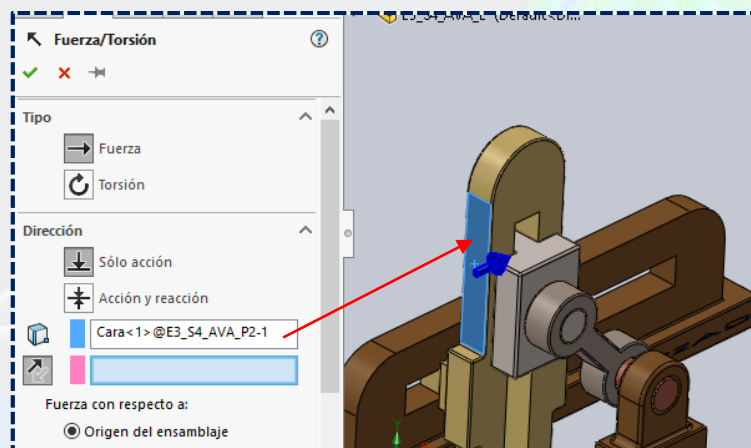 Fuerza/Torsión
Tipo
Fuerza
Torsión
Dirección
Sólo acción
Acción y reacción
Cara<1>@E3_S4_AVA_P2-1
Fuerza con respecto a:
Origen del ensamblaje
Y